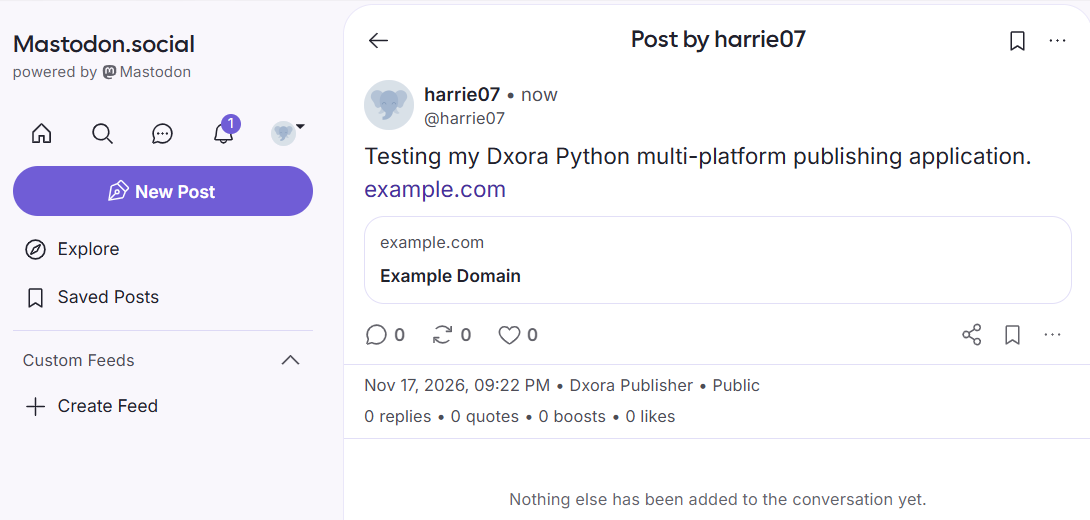 Mastodon.social
powered by Mastodon
1
New Post
Explore
Saved Posts
Custom Feeds
Create Feed
Post by harrie07
harrie07 • now
@harrie07
Testing my Dxora Python multi-platform publishing application.
example.com
example.com
Example Domain
0 0 0
Nov 17, 2026, 09:22 PM • Dxora Publisher • Public
0 replies • 0 quotes • 0 boosts • 0 likes
Nothing else has been added to the conversation yet.